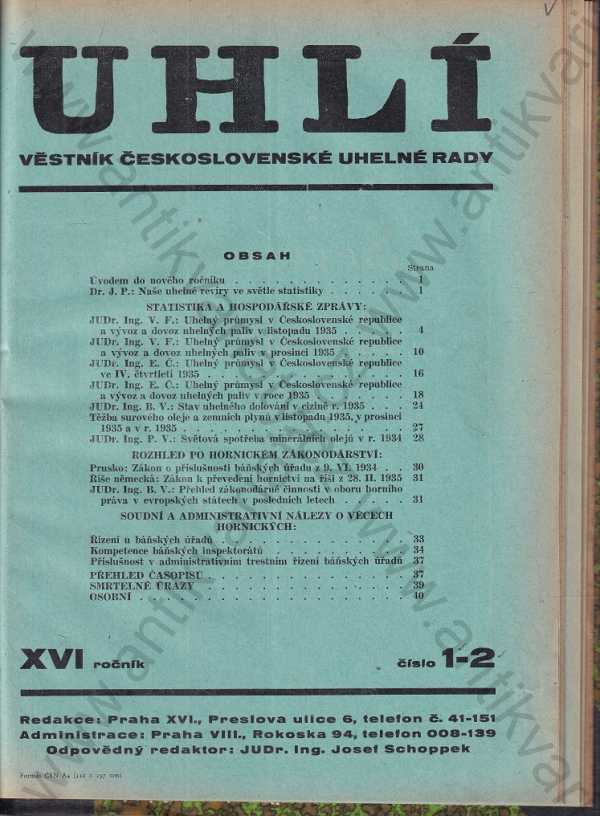 UHLÍ
VĚSTNÍK ČESKOSLOVENSKÉ UHELNÉ RADY
OBSAH
Strana
Úvodem do nového ročníku . . . . . . . . . . . . . . 1
Dr. J. P.: Naše uhelné revíry ve světle statistiky . . . . . . 1
STATISTIKA A HOSPODÁŘSKÉ ZPRÁVY:
JUDr. Ing. V. F.: Uhelný průmysl v Československé republice
a vývoz a dovoz uhelných paliv v listopadu 1935 . . . . . 4
JUDr. Ing. V. F.: Uhelný průmysl v Československé republice
a vývoz a dovoz uhelných paliv v prosinci 1935 . . . . . 10
JUDr. Ing. E. Č.: Uhelný průmysl v Československé republice
ve IV. čtvrtletí 1935 . . . . . . . . . . . . . . . 16
JUDr. Ing. E. Č.: Uhelný průmysl v Československé republice
a vývoz a dovoz uhelných paliv v roce 1935 . . . . . . 18
JUDr. Ing. B. V.: Stav uhelného dolování v cizině r. 1935 . . 24
Těžba surového oleje a zemních plynů v listopadu 1935, v prosinci
1935 a v r. 1935 . . . . . . . . . . . . . . . . . 27
JUDr. Ing. P. V.: Světová spotřeba minerálních olejů v r. 1934 28
ROZHLED PO HORNICKÉM ZÁKONODÁRSTVÍ:
Prusko: Zákon o příslušnosti báňských úřadů z 9. VI. 1934 . . 30
Říše německá: Zákon k převedení hornictví na říši z 28. II. 1935 31
JUDr. Ing. B. V.: Přehled zákonodárné činnosti v oboru horního
práva v evropských státech v posledních letech . . . . . 31
SOUDNÍ A ADMINISTRATIVNÍ NÁLEZY O VĚCECH
HORNICKÝCH:
Řízení u báňských úřadů . . . . . . . . . . . . . . 33
Kompetence báňských inspektorátů . . . . . . . . . . 34
Příslušnost v administrativním trestním řízení báňských úřadů 37
PŘEHLED ČASOPISŮ . . . . . . . . . . . . . . . . 37
SMRTELNÉ ÚRAZY . . . . . . . . . . . . . . . . . 39
OSOBNÍ . . . . . . . . . . . . . . . . . . . . . 40
XVI ročník
číslo 1-2
Redakce: Praha XVI., Preslova ulice 6, telefon č. 41-151
Administrace: Praha VIII., Rokoska 94, telefon 008-139
Odpovědný redaktor: JUDr. Ing. Josef Schoppek
Formát ČSN A4 (210 × 297 mm)